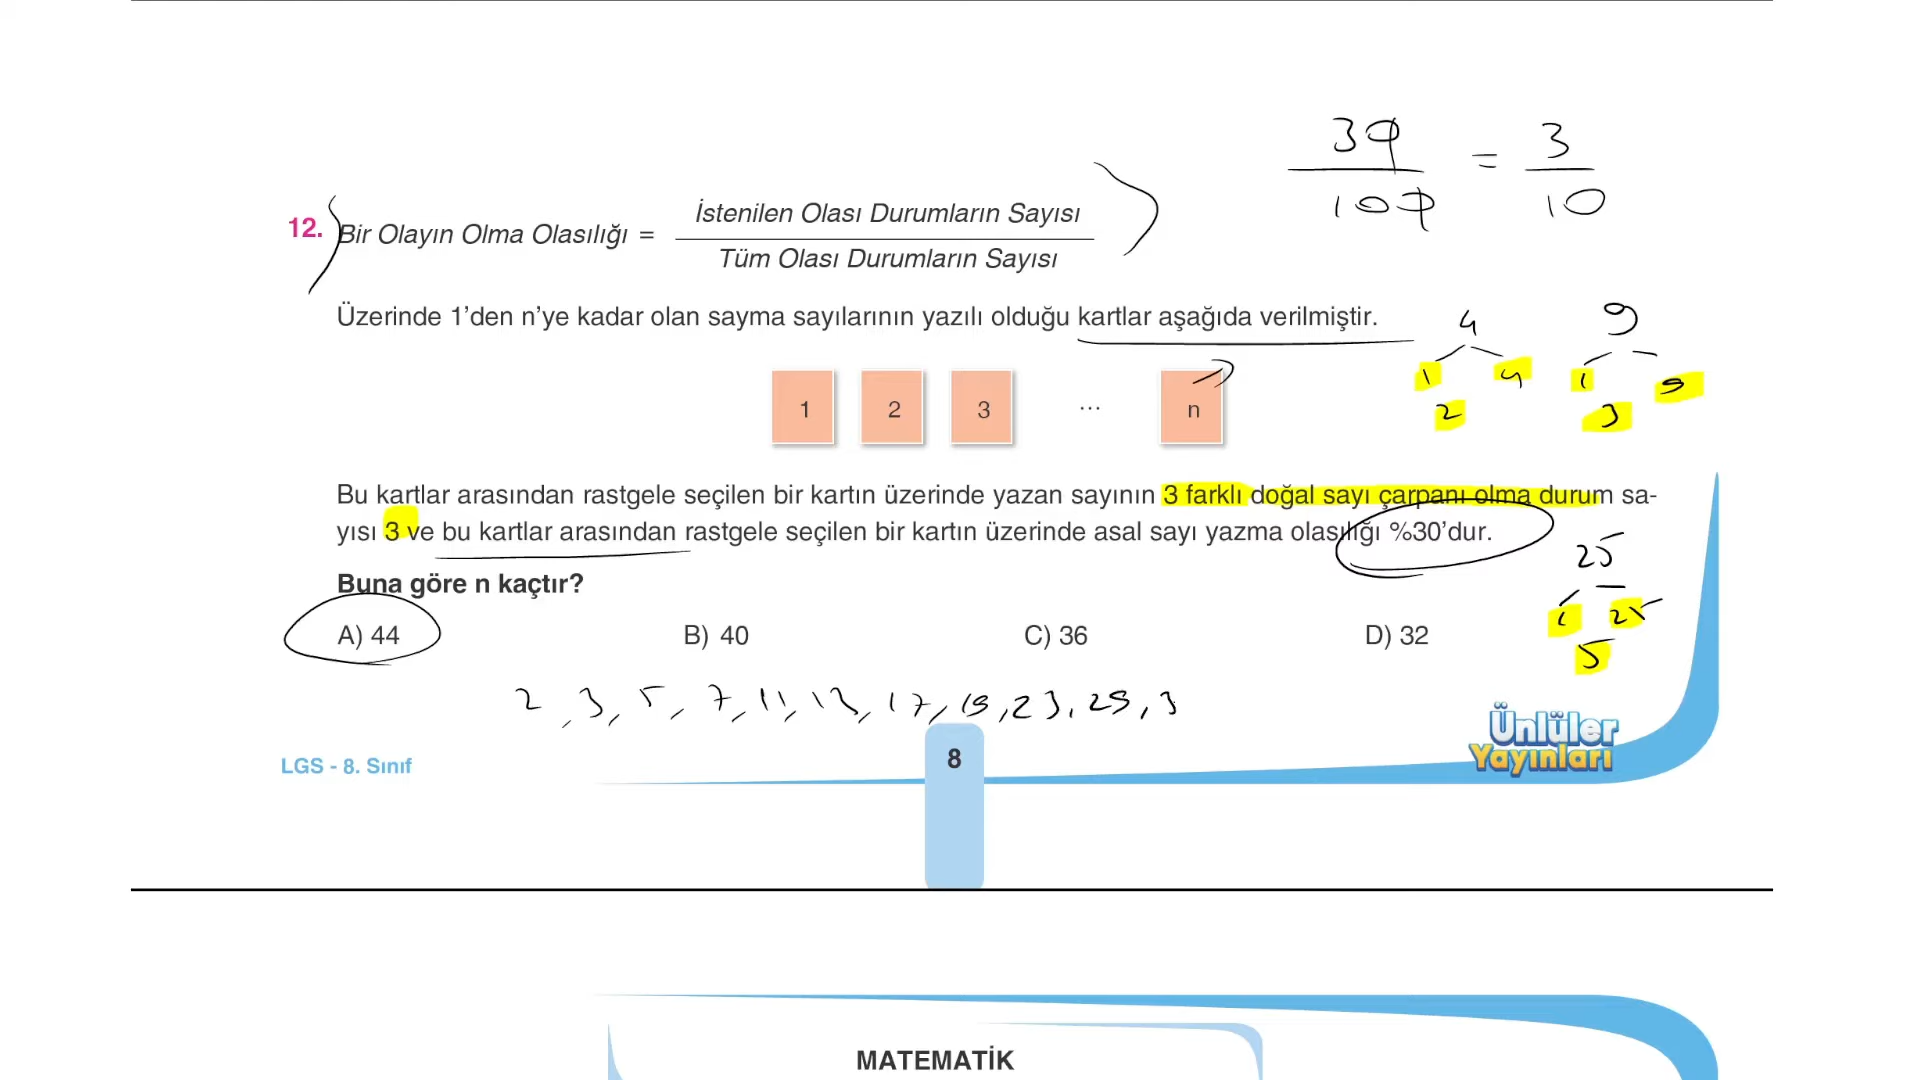 30/100 = 3/10
12. Bir Olayın Olma Olasılığı = İstenilen Olası Durumların Sayısı
Tüm Olası Durumların Sayısı
Üzerinde 1’den n’ye kadar olan sayma sayılarının yazılı olduğu kartlar aşağıda verilmiştir.
4 9
1 4 1 9
2 3
1 2 3 ... n
Bu kartlar arasından rastgele seçilen bir kartın üzerinde yazan sayının 3 farklı doğal sayı çarpanı olma durum sa-
yısı 3 ve bu kartlar arasından rastgele seçilen bir kartın üzerinde asal sayı yazma olasılığı %30’dur.
25
1 25
5
Buna göre n kaçtır?
A) 44 B) 40 C) 36 D) 32
2, 3, 5, 7, 11, 13, 17, 19, 23, 29, 3
LGS - 8. Sınıf
8
Ünlüler
Yayınları
MATEMATİK